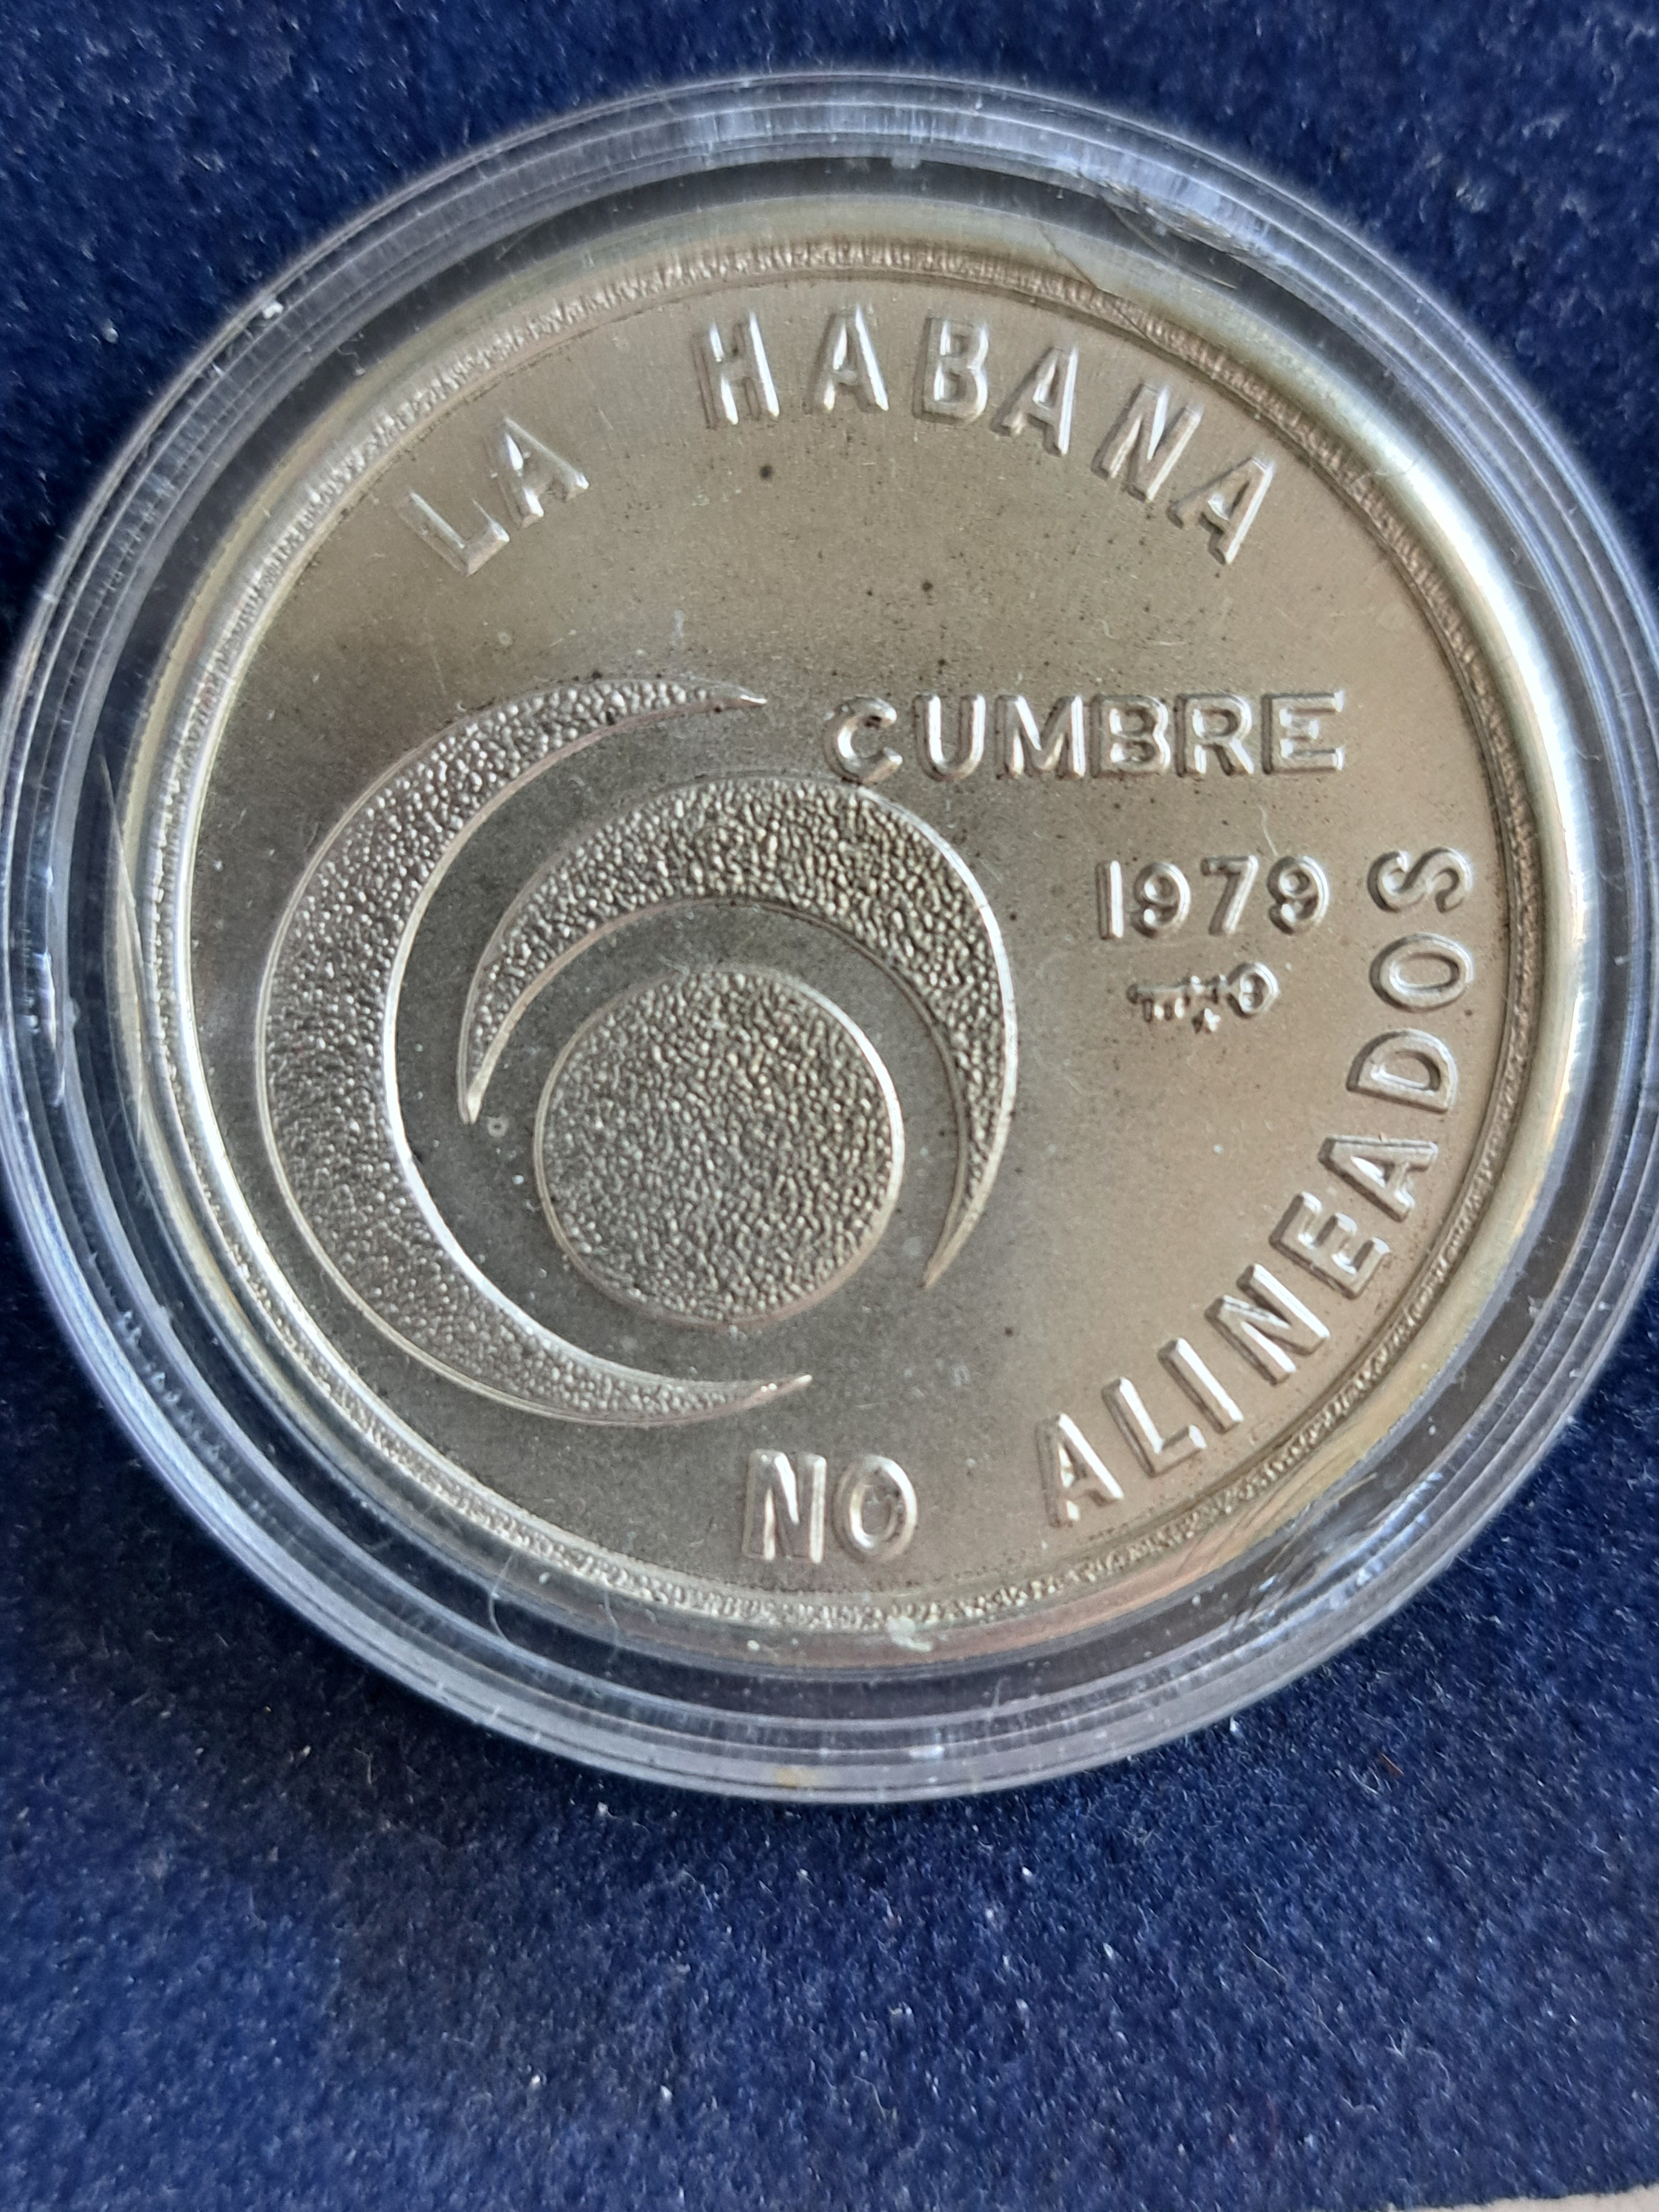 LA HABANA
CUMBRE
1979
NO ALINEADOS